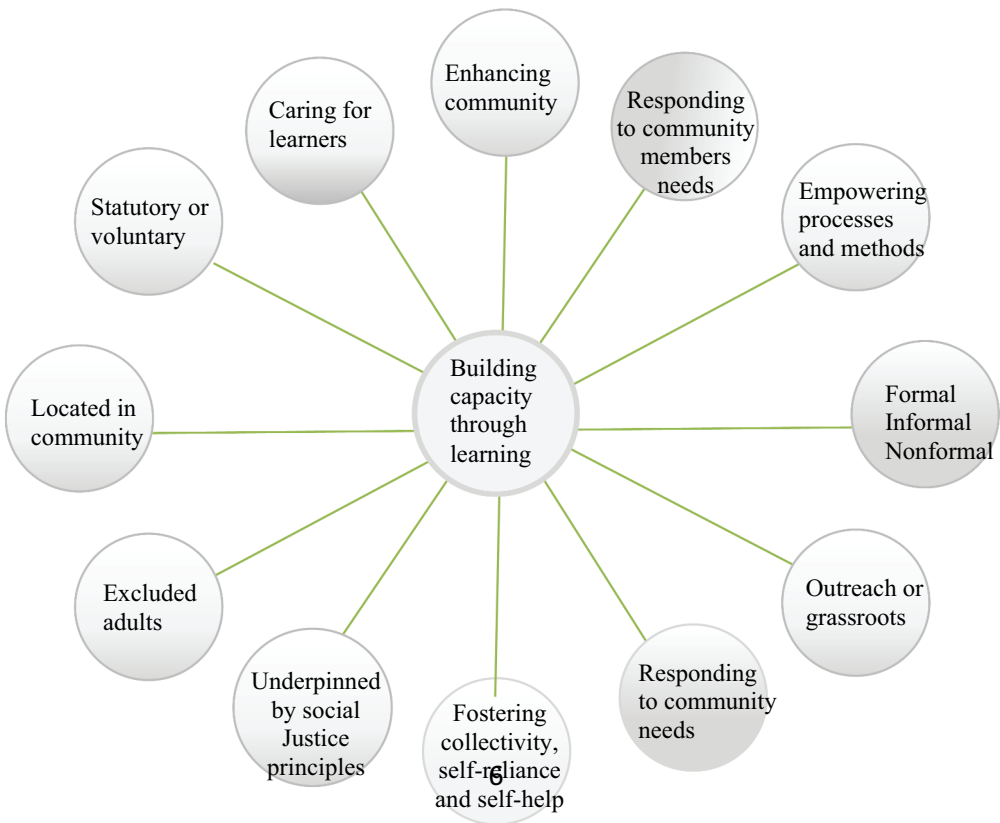 Enhancing
community
Responding
to community
members
needs
Empowering
processes
and methods
Formal
Informal
Nonformal
Outreach or
grassroots
Responding
to community
needs
Fostering
collectivity,
self-reliance
and self-help
6
Underpinned
by social
Justice
principles
Excluded
adults
Located in
community
Statutory or
voluntary
Caring for
learners
Building
capacity
through
learning